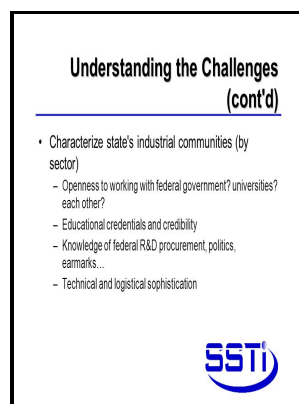 Understanding the Challenges
(cont'd)
• Characterize state's industrial communities (by
sector)
– Openness to working with federal government? universities?
each other?
– Educational credentials and credibility
– Knowledge of federal R&D procurement, politics,
earmarks…
– Technical and logistical sophistication
SSTi